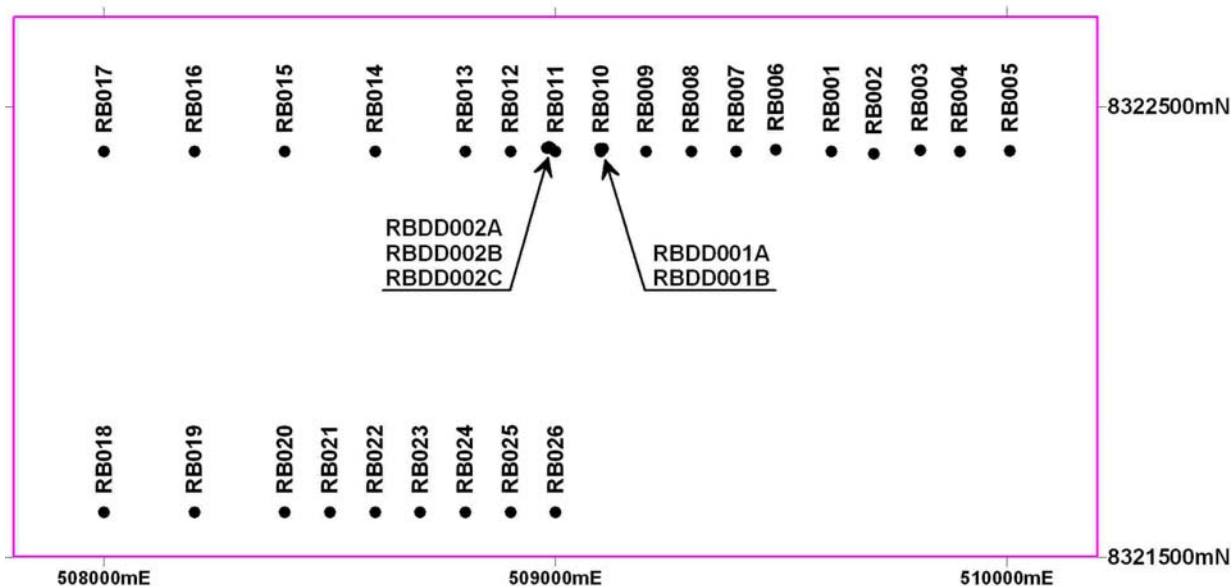 RB017
RB016
RB015
RB014
RB013
RB012
RB011
RB010
RB009
RB008
RB007
RB006
RB001
RB002
RB003
RB004
RB005
8322500mN
RBDD002A
RBDD002B
RBDD002C
RBDD001A
RBDD001B
RB018
RB019
RB020
RB021
RB022
RB023
RB024
RB025
RB026
8321500mN
508000mE
509000mE
510000mE